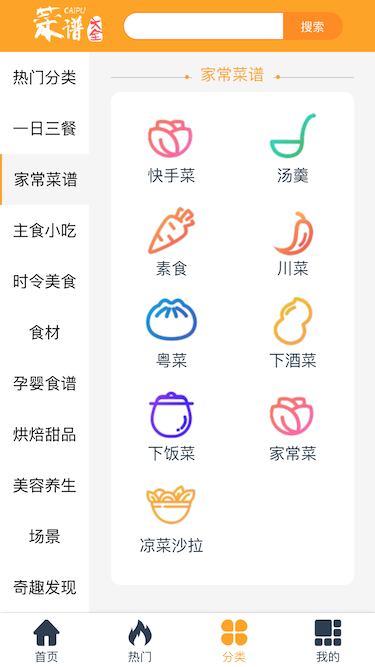 菜谱大全
CAIPU
搜索
热门分类
一日三餐
家常菜谱
主食小吃
时令美食
食材
孕婴食谱
烘焙甜品
美容养生
场景
奇趣发现
家常菜谱
快手菜
汤羹
素食
川菜
粤菜
下酒菜
下饭菜
家常菜
凉菜沙拉
首页
热门
分类
我的